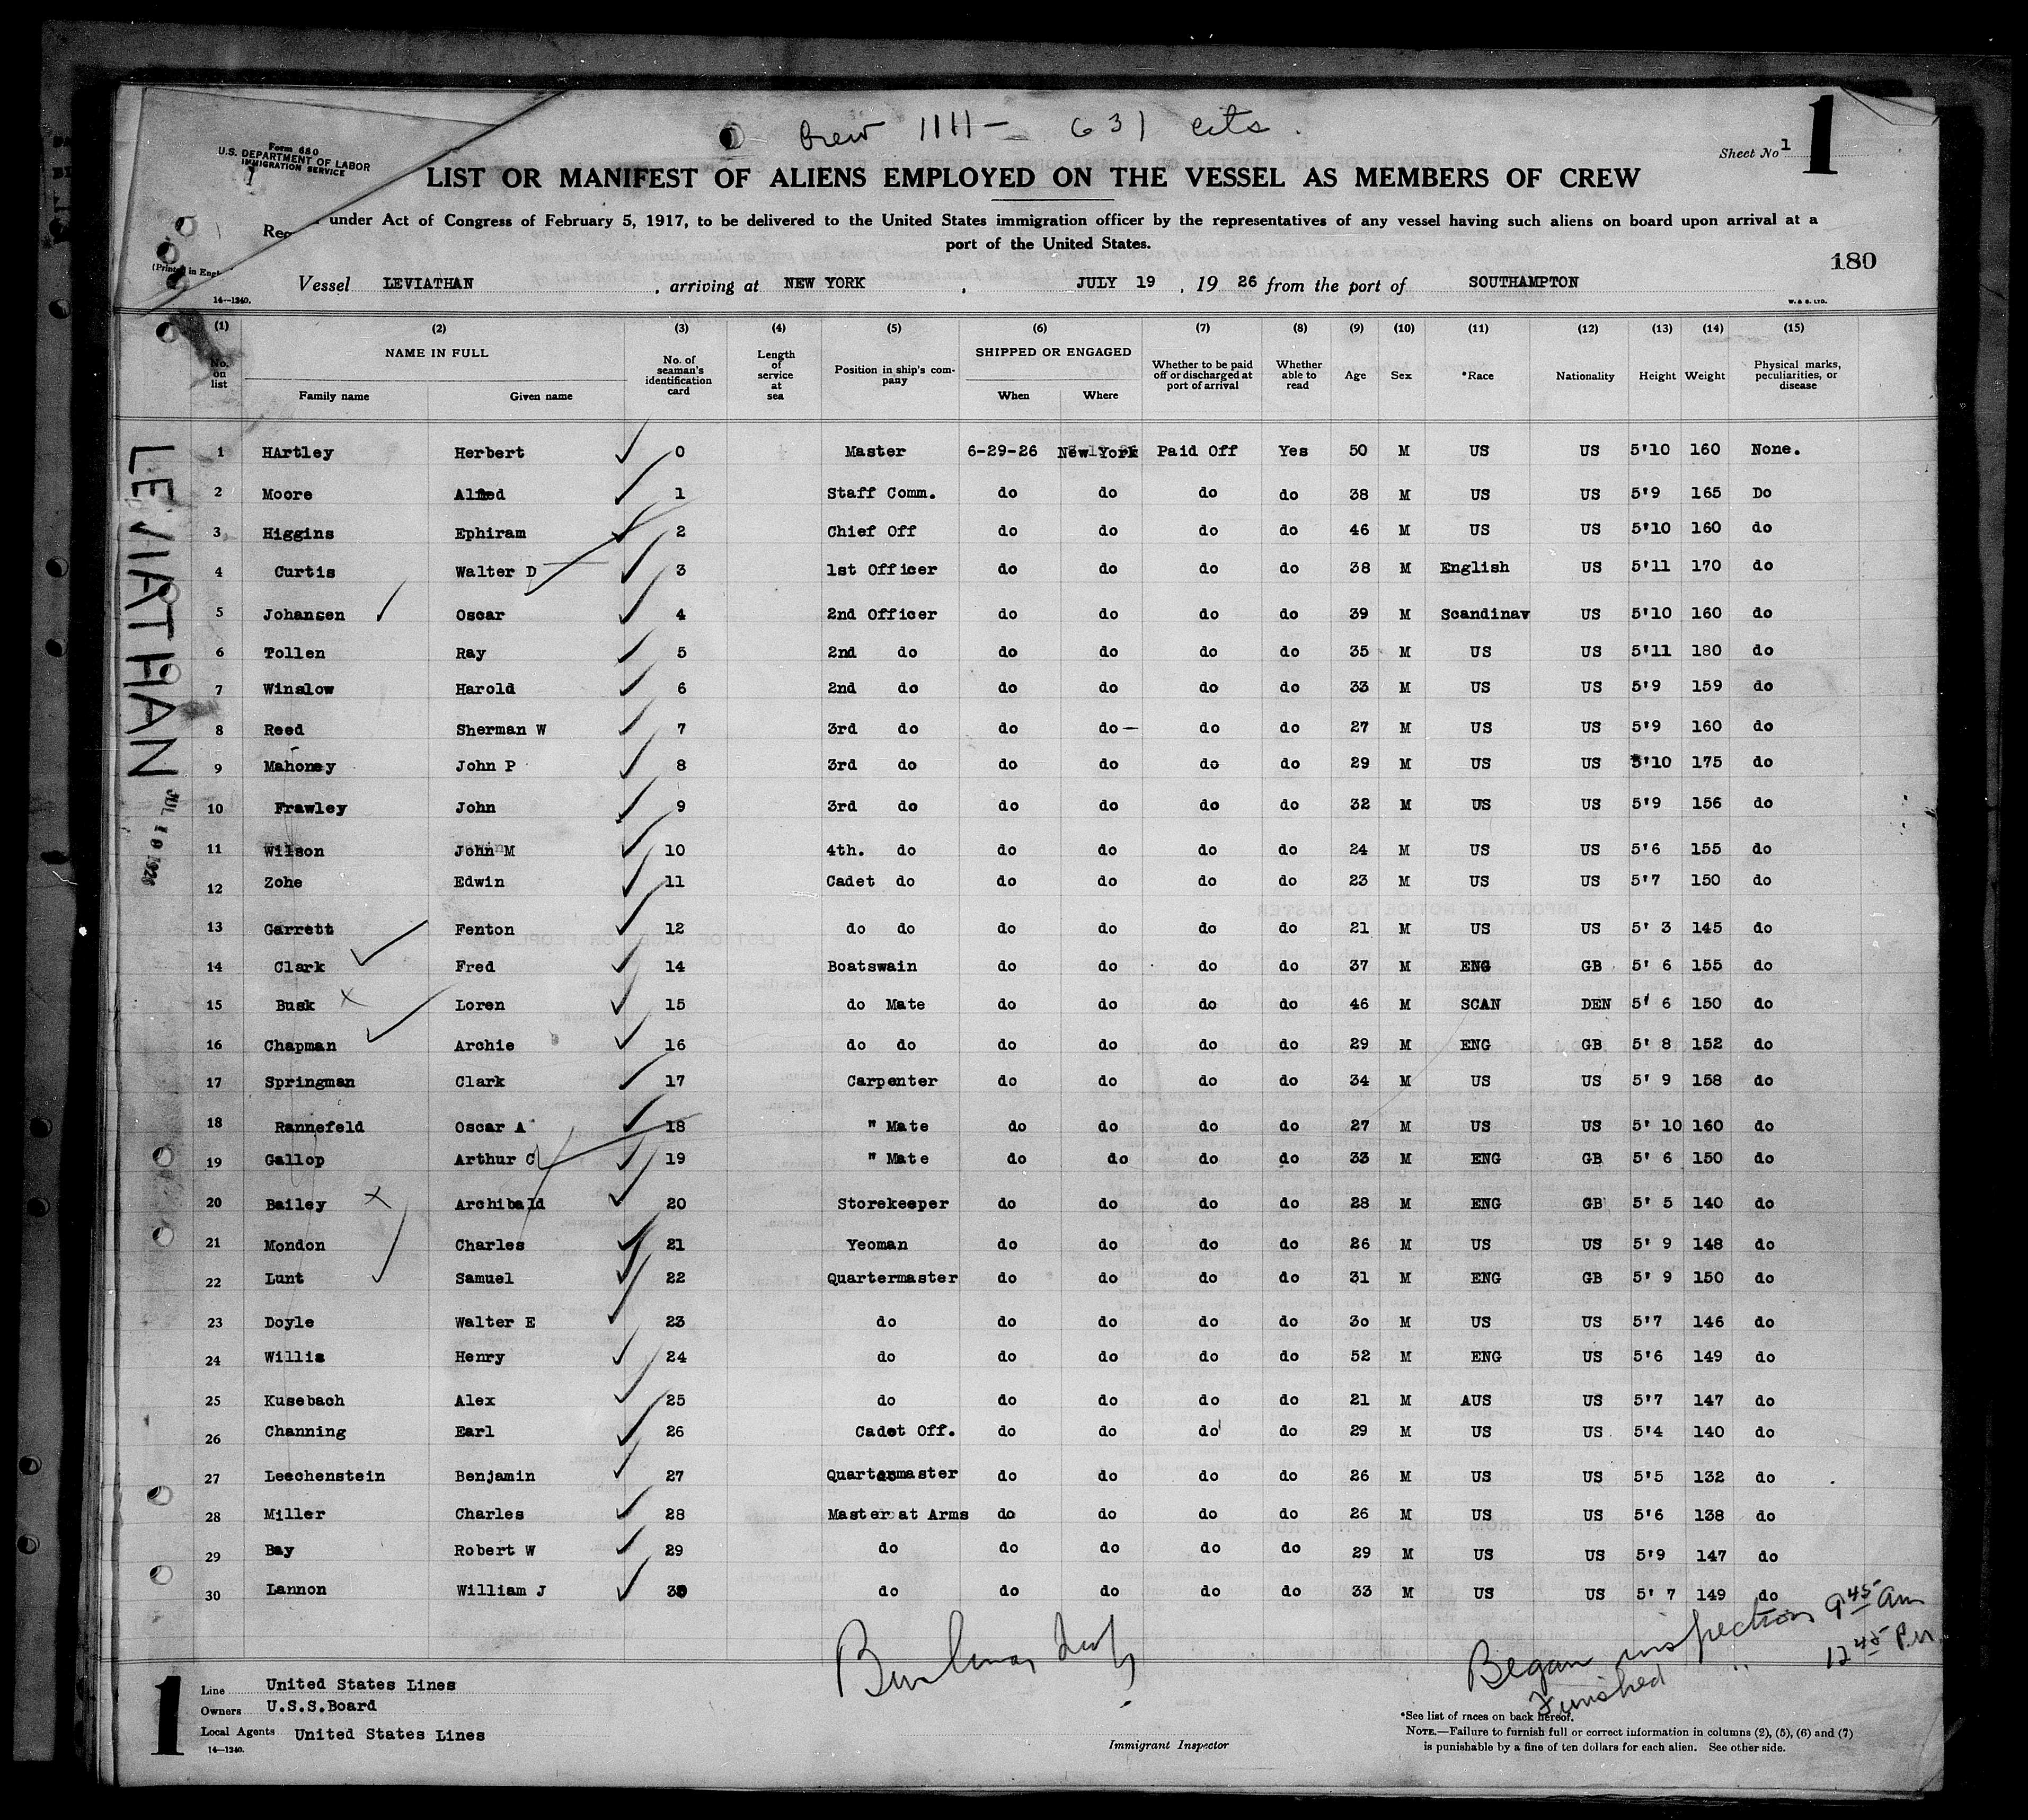 Crew 1111 - 631 cits.
Form 680
U.S. DEPARTMENT OF LABOR
IMMIGRATION SERVICE
1
Sheet No 1
1
LIST OR MANIFEST OF ALIENS EMPLOYED ON THE VESSEL AS MEMBERS OF CREW
Req under Act of Congress of February 5, 1917, to be delivered to the United States immigration officer by the representatives of any vessel having such aliens on board upon arrival at a
port of the United States.
180
(Printed in Engl
14—1240.
Vessel LEVIATHAN, arriving at NEW YORK, JULY 19, 1926 from the port of SOUTHAMPTON
W. & S. LTD.
(1) (2) (3) (4) (5) (6) (7) (8) (9) (10) (11) (12) (13) (14) (15)
No. on list NAME IN FULL Family name Given name No. of seaman's identification card Length of service at sea Position in ship's company SHIPPED OR ENGAGED When Where Whether to be paid off or discharged at port of arrival Whether able to read Age Sex *Race Nationality Height Weight Physical marks, peculiarities, or disease
LEVIATHAN
JUL 19 1926
1 HArtley Herbert 0 Master 6-29-26 New York Paid Off Yes 50 M US US 5'10 160 None.
2 Moore Alfred 1 Staff Comm. do do do do 38 M US US 5'9 165 Do
3 Higgins Ephiram 2 Chief Off do do do do 46 M US US 5'10 160 do
4 Curtis Walter D 3 1st Officer do do do do 38 M English US 5'11 170 do
5 Johansen Oscar 4 2nd Officer do do do do 39 M Scandinav US 5'10 160 do
6 Tollen Ray 5 2nd do do do do do 35 M US US 5'11 180 do
7 Winslow Harold 6 2nd do do do do do 33 M US US 5'9 159 do
8 Reed Sherman W 7 3rd do do do — do do 27 M US US 5'9 160 do
9 Mahoney John P 8 3rd do do do do do 29 M US US 5'10 175 do
10 Frawley John 9 3rd do do do do do 32 M US US 5'9 156 do
11 Wilson John M 10 4th. do do do do do 24 M US US 5'6 155 do
12 Zohe Edwin 11 Cadet do do do do do 23 M US US 5'7 150 do
13 Garrett Fenton 12 do do do do do do 21 M US US 5' 3 145 do
14 Clark Fred 14 Boatswain do do do do 37 M ENG GB 5' 6 155 do
15 Busk x Loren 15 do Mate do do do do 46 M SCAN DEN 5' 6 150 do
16 Chapman Archie 16 do do do do do do 29 M ENG GB 5' 8 152 do
17 Springman Clark 17 Carpenter do do do do 34 M US US 5' 9 158 do
18 Rannefeld Oscar A 18 " Mate do do do do 27 M US US 5' 10 160 do
19 Gallop Arthur C 19 " Mate do do do do 33 M ENG GB 5' 6 150 do
20 Bailey x Archibald 20 Storekeeper do do do do 28 M ENG GB 5' 5 140 do
21 Mondon Charles 21 Yeoman do do do do 26 M US US 5' 9 148 do
22 Lunt Samuel 22 Quartermaster do do do do 31 M ENG GB 5' 9 150 do
23 Doyle Walter E 23 do do do do do 30 M US US 5'7 146 do
24 Willis Henry 24 do do do do do 52 M ENG US 5'6 149 do
25 Kusebach Alex 25 do do do do do 21 M AUS US 5'7 147 do
26 Channing Earl 26 Cadet Off. do do do do 29 M US US 5'4 140 do
27 Leechenstein Benjamin 27 Quartermaster do do do do 26 M US US 5'5 132 do
28 Miller Charles 28 Master at Arms do do do do 26 M US US 5'6 138 do
29 Bay Robert W 29 do do do do do 29 M US US 5'9 147 do
30 Lannon William J 30 do do do do do 33 M US US 5' 7 149 do
Began inspection 9 45 am
Finished " 12 45 P.M.
1
Line United States Lines
Owners U.S.S.Board
Local Agents United States Lines
14—1240.
Immigrant Inspector
*See list of races on back hereof.
NOTE.—Failure to furnish full or correct information in columns (2), (5), (6) and (7)
is punishable by a fine of ten dollars for each alien. See other side.